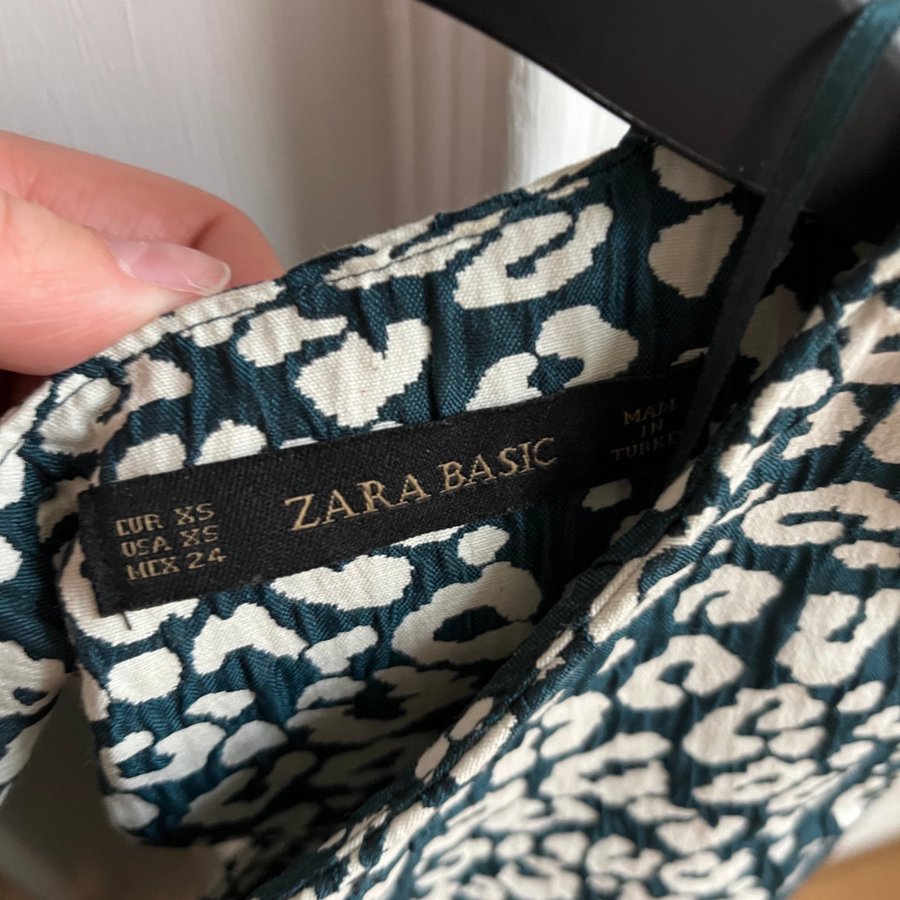 EUR XS
USA XS
MEX 24
ZARA BASIC
MADE
IN
TURKEY